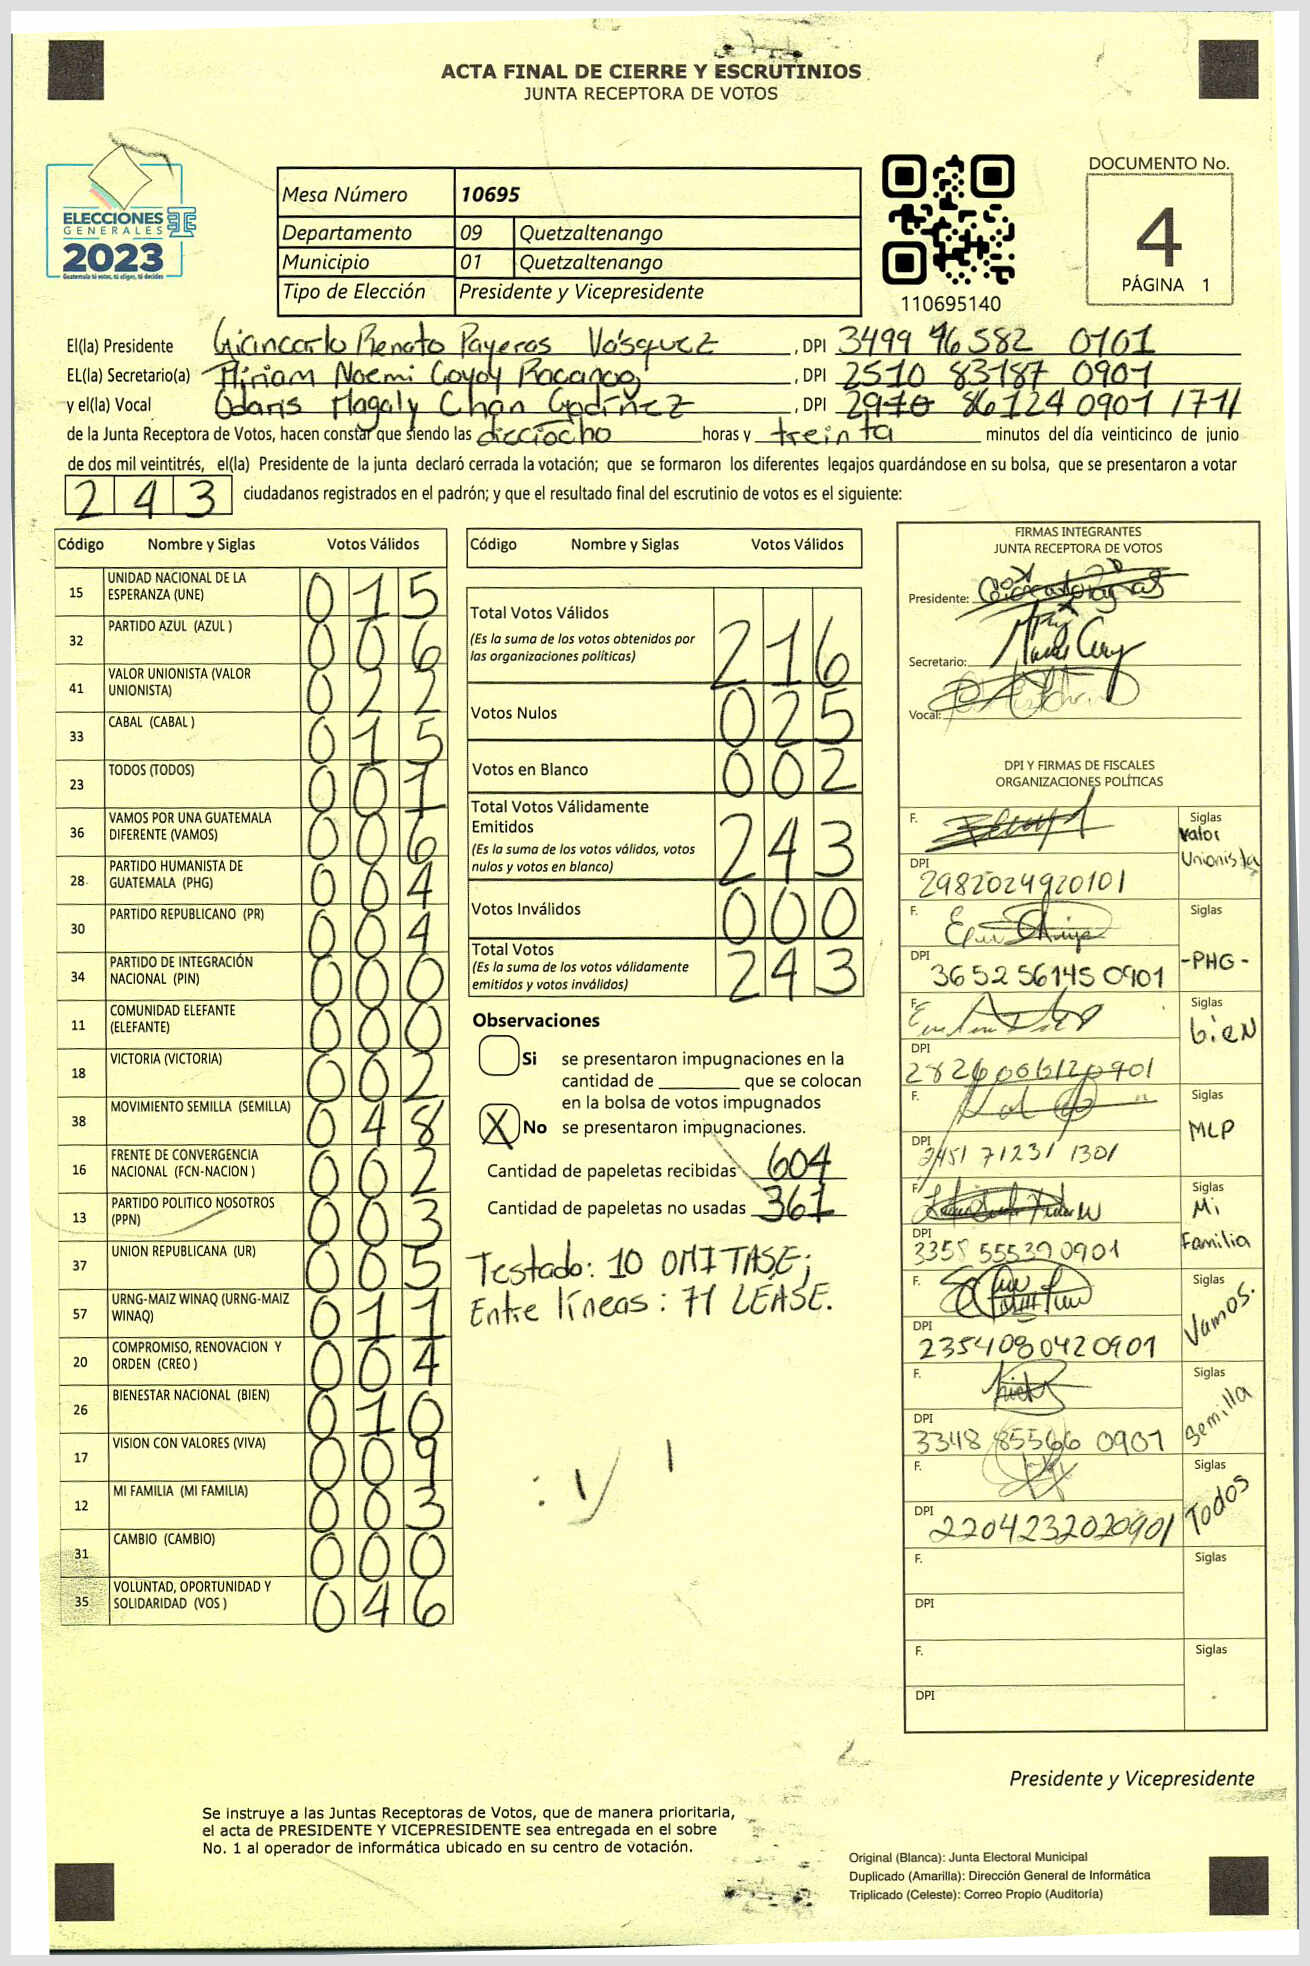 ACTA FINAL DE CIERRE Y ESCRUTINIOS
JUNTA RECEPTORA DE VOTOS
ELECCIONES
GENERALES
2023
Guatemala tú votas, tú eliges, tú decides
Mesa Número 10695
Departamento 09 Quetzaltenango
Municipio 01 Quetzaltenango
Tipo de Elección Presidente y Vicepresidente
110695140
DOCUMENTO No.
4
PÁGINA 1
El(la) Presidente Giancarlo Renato Payeras Vásquez , DPI 3499 96582 0101
EL(la) Secretario(a) Miriam Noemi Coyoy Racancoj , DPI 2510 83187 0901
y el(la) Vocal Odaris Magaly Chan Godínez , DPI 2970 86124 0901 /71/
de la Junta Receptora de Votos, hacen constar que siendo las dieciocho horas y treinta minutos del día veinticinco de junio
de dos mil veintitrés, el(la) Presidente de la junta declaró cerrada la votación; que se formaron los diferentes legajos guardándose en su bolsa, que se presentaron a votar
243 ciudadanos registrados en el padrón; y que el resultado final del escrutinio de votos es el siguiente:
Código Nombre y Siglas Votos Válidos
15 UNIDAD NACIONAL DE LA ESPERANZA (UNE) 015
32 PARTIDO AZUL (AZUL ) 006
41 VALOR UNIONISTA (VALOR UNIONISTA) 022
33 CABAL (CABAL ) 015
23 TODOS (TODOS) 001
36 VAMOS POR UNA GUATEMALA DIFERENTE (VAMOS) 006
28 PARTIDO HUMANISTA DE GUATEMALA (PHG) 004
30 PARTIDO REPUBLICANO (PR) 004
34 PARTIDO DE INTEGRACIÓN NACIONAL (PIN) 000
11 COMUNIDAD ELEFANTE (ELEFANTE) 000
18 VICTORIA (VICTORIA) 002
38 MOVIMIENTO SEMILLA (SEMILLA) 048
16 FRENTE DE CONVERGENCIA NACIONAL (FCN-NACION ) 002
13 PARTIDO POLITICO NOSOTROS (PPN) 003
37 UNION REPUBLICANA (UR) 005
57 URNG-MAIZ WINAQ (URNG-MAIZ WINAQ) 011
20 COMPROMISO, RENOVACION Y ORDEN (CREO ) 004
26 BIENESTAR NACIONAL (BIEN) 010
17 VISION CON VALORES (VIVA) 009
12 MI FAMILIA (MI FAMILIA) 003
31 CAMBIO (CAMBIO) 000
35 VOLUNTAD, OPORTUNIDAD Y SOLIDARIDAD (VOS ) 046
Código Nombre y Siglas Votos Válidos
Total Votos Válidos
(Es la suma de los votos obtenidos por
las organizaciones políticas) 216
Votos Nulos 025
Votos en Blanco 002
Total Votos Válidamente
Emitidos
(Es la suma de los votos válidos, votos
nulos y votos en blanco) 243
Votos Inválidos 000
Total Votos
(Es la suma de los votos válidamente
emitidos y votos inválidos) 243
Observaciones
Si se presentaron impugnaciones en la
cantidad de ________ que se colocan
en la bolsa de votos impugnados
X No se presentaron impugnaciones.
Cantidad de papeletas recibidas 604
Cantidad de papeletas no usadas 361
Testado: 10 OMITASE;
Entre líneas: 71 LEASE.
FIRMAS INTEGRANTES
JUNTA RECEPTORA DE VOTOS
Presidente:
Secretario:
Vocal:
DPI Y FIRMAS DE FISCALES
ORGANIZACIONES POLÍTICAS
F. Siglas Valor Unionista
DPI 2982024920101
F. Siglas -PHG-
DPI 3652 56145 0901
F. Siglas bieN
DPI 2826006120901
F. Siglas MLP
DPI 2451 71231 1301
F. Siglas Mi Familia
DPI 3358 55539 0901
F. Siglas Vamos.
DPI 2354080420901
F. Siglas Semilla
DPI 3348 85566 0901
F. Siglas Todos
DPI 2204232020901
F. Siglas
DPI
F. Siglas
DPI
Presidente y Vicepresidente
Se instruye a las Juntas Receptoras de Votos, que de manera prioritaria,
el acta de PRESIDENTE Y VICEPRESIDENTE sea entregada en el sobre
No. 1 al operador de informática ubicado en su centro de votación.
Original (Blanca): Junta Electoral Municipal
Duplicado (Amarilla): Dirección General de Informática
Triplicado (Celeste): Correo Propio (Auditoría)